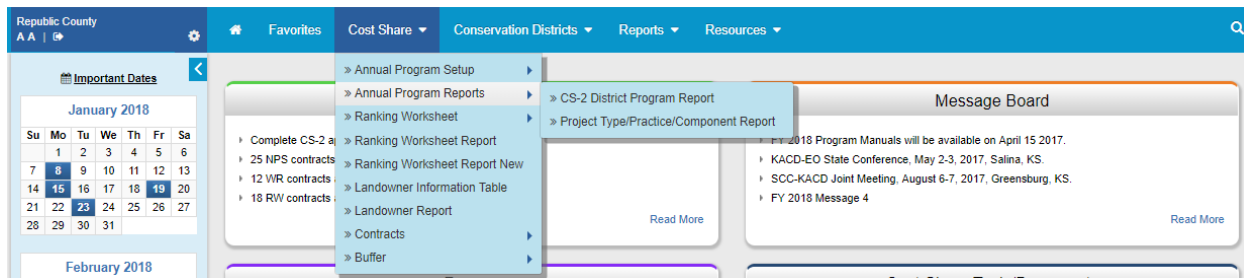 Republic County
A A |
Favorites
Cost Share
Conservation Districts
Reports
Resources
Important Dates
January 2018
Su Mo Tu We Th Fr Sa
1 2 3 4 5 6
7 8 9 10 11 12 13
14 15 16 17 18 19 20
21 22 23 24 25 26 27
28 29 30 31
February 2018
» Annual Program Setup
» Annual Program Reports
» Ranking Worksheet
» Ranking Worksheet Report
» Ranking Worksheet Report New
» Landowner Information Table
» Landowner Report
» Contracts
» Buffer
» CS-2 District Program Report
» Project Type/Practice/Component Report
Complete CS-2
25 NPS contracts
12 WR contracts
18 RW contracts
Read More
Message Board
FY 2018 Program Manuals will be available on April 15 2017.
KACD-EO State Conference, May 2-3, 2017, Salina, KS.
SCC-KACD Joint Meeting, August 6-7, 2017, Greensburg, KS.
FY 2018 Message 4
Read More